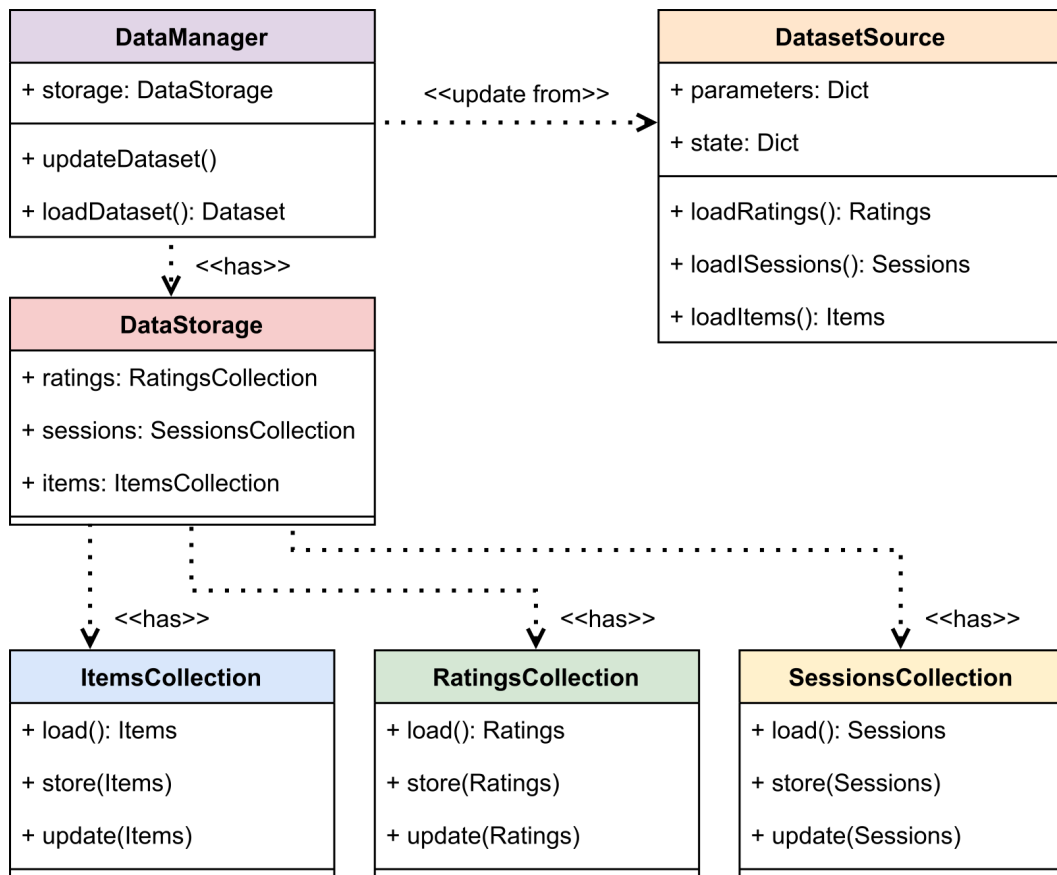 DataManager
+ storage: DataStorage
+ updateDataset()
+ loadDataset(): Dataset
<<update from>>
DatasetSource
+ parameters: Dict
+ state: Dict
+ loadRatings(): Ratings
+ loadISessions(): Sessions
+ loadItems(): Items
<<has>>
DataStorage
+ ratings: RatingsCollection
+ sessions: SessionsCollection
+ items: ItemsCollection
<<has>>
<<has>>
<<has>>
ItemsCollection
+ load(): Items
+ store(Items)
+ update(Items)
RatingsCollection
+ load(): Ratings
+ store(Ratings)
+ update(Ratings)
SessionsCollection
+ load(): Sessions
+ store(Sessions)
+ update(Sessions)